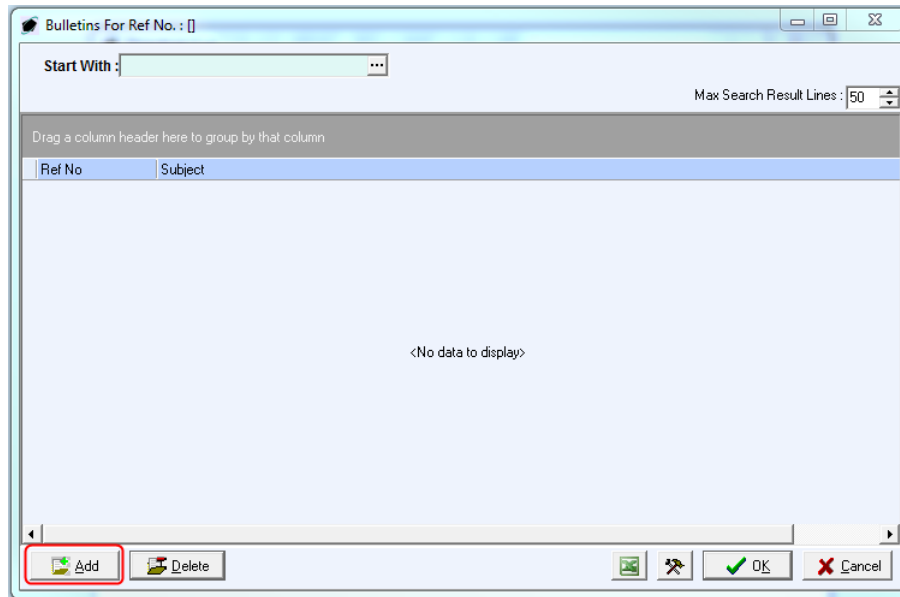 Bulletins For Ref No. : []
Start With :
...
Max Search Result Lines : 50
Drag a column header here to group by that column
Ref No Subject
<No data to display>
Add Delete OK Cancel